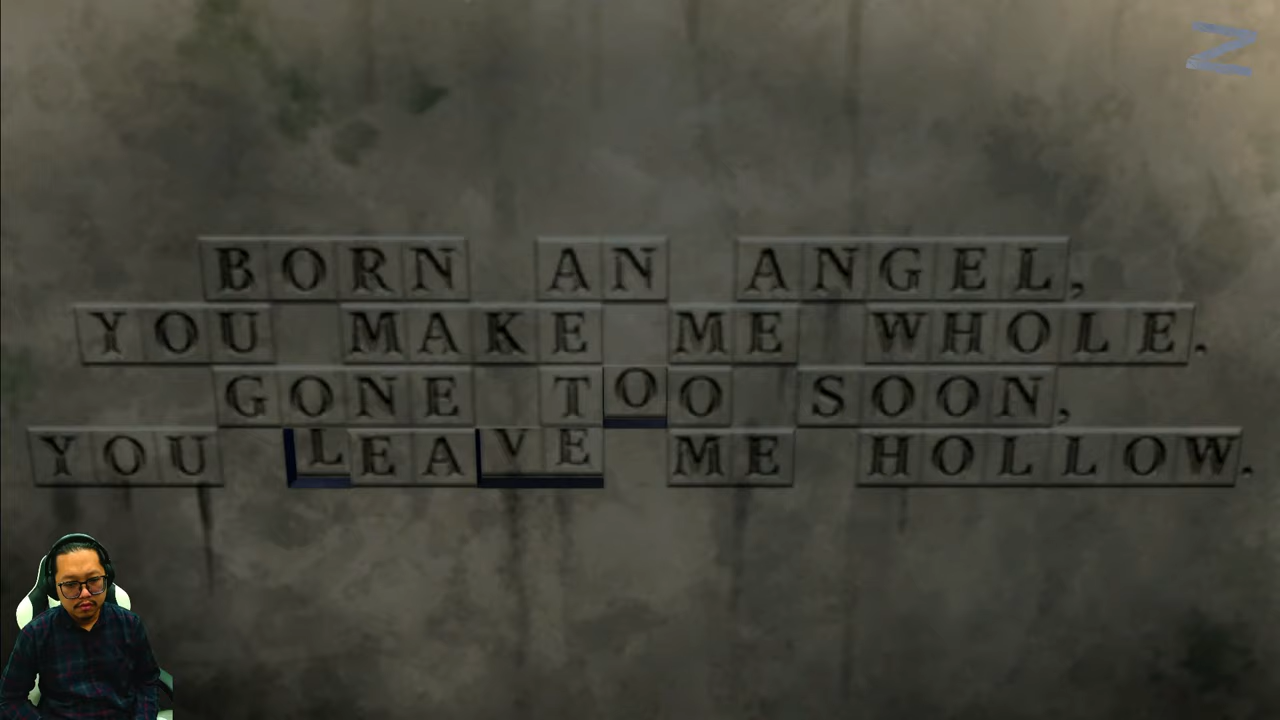 BORN AN ANGEL,
YOU MAKE ME WHOLE.
GONE TOO SOON,
YOU LEAVE ME HOLLOW.
Z